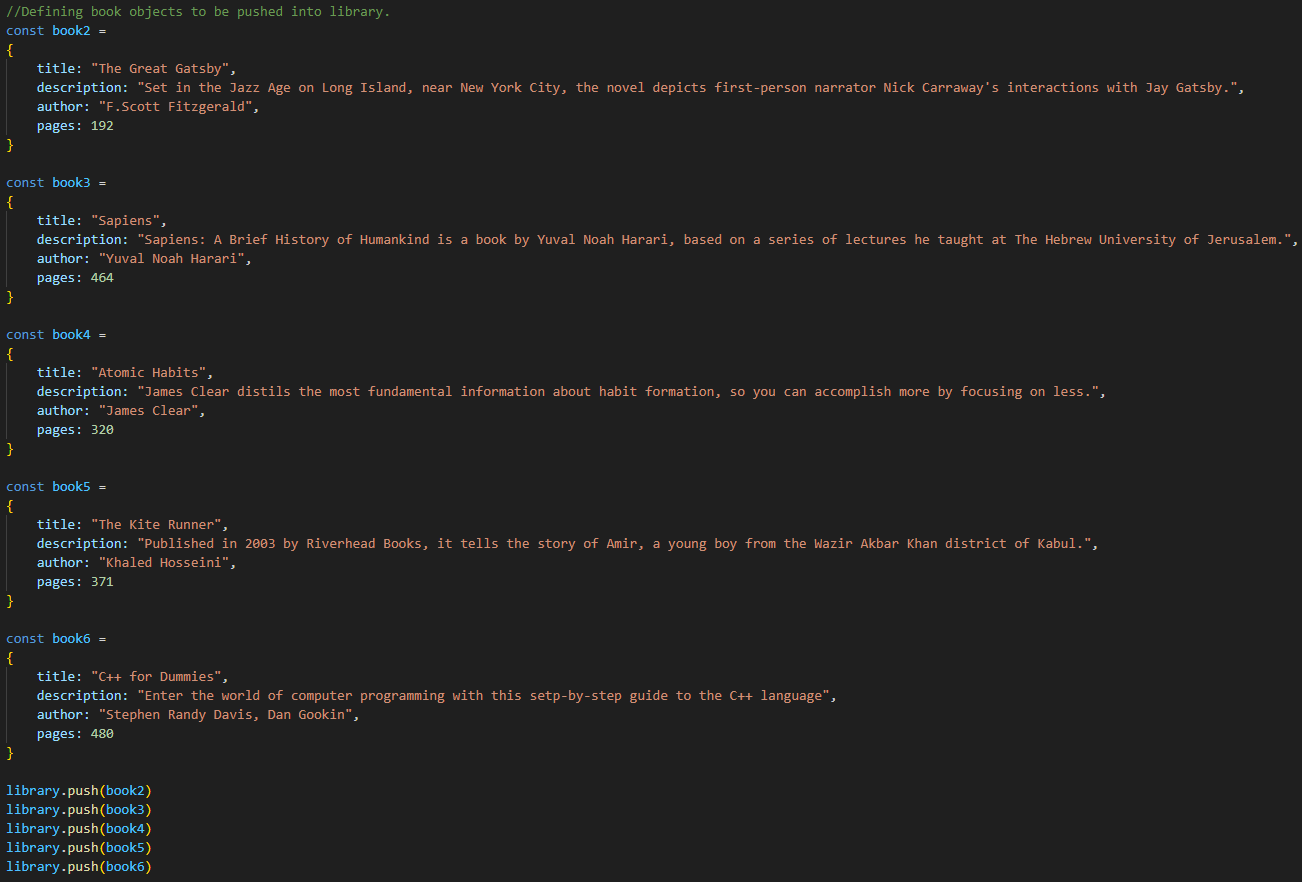 //Defining book objects to be pushed into library.
const book2 =
{
    title: "The Great Gatsby",
    description: "Set in the Jazz Age on Long Island, near New York City, the novel depicts first-person narrator Nick Carraway's interactions with Jay Gatsby.",
    author: "F.Scott Fitzgerald",
    pages: 192
}

const book3 =
{
    title: "Sapiens",
    description: "Sapiens: A Brief History of Humankind is a book by Yuval Noah Harari, based on a series of lectures he taught at The Hebrew University of Jerusalem.",
    author: "Yuval Noah Harari",
    pages: 464
}

const book4 =
{
    title: "Atomic Habits",
    description: "James Clear distils the most fundamental information about habit formation, so you can accomplish more by focusing on less.",
    author: "James Clear",
    pages: 320
}

const book5 =
{
    title: "The Kite Runner",
    description: "Published in 2003 by Riverhead Books, it tells the story of Amir, a young boy from the Wazir Akbar Khan district of Kabul.",
    author: "Khaled Hosseini",
    pages: 371
}

const book6 =
{
    title: "C++ for Dummies",
    description: "Enter the world of computer programming with this setp-by-step guide to the C++ language",
    author: "Stephen Randy Davis, Dan Gookin",
    pages: 480
}

library.push(book2)
library.push(book3)
library.push(book4)
library.push(book5)
library.push(book6)